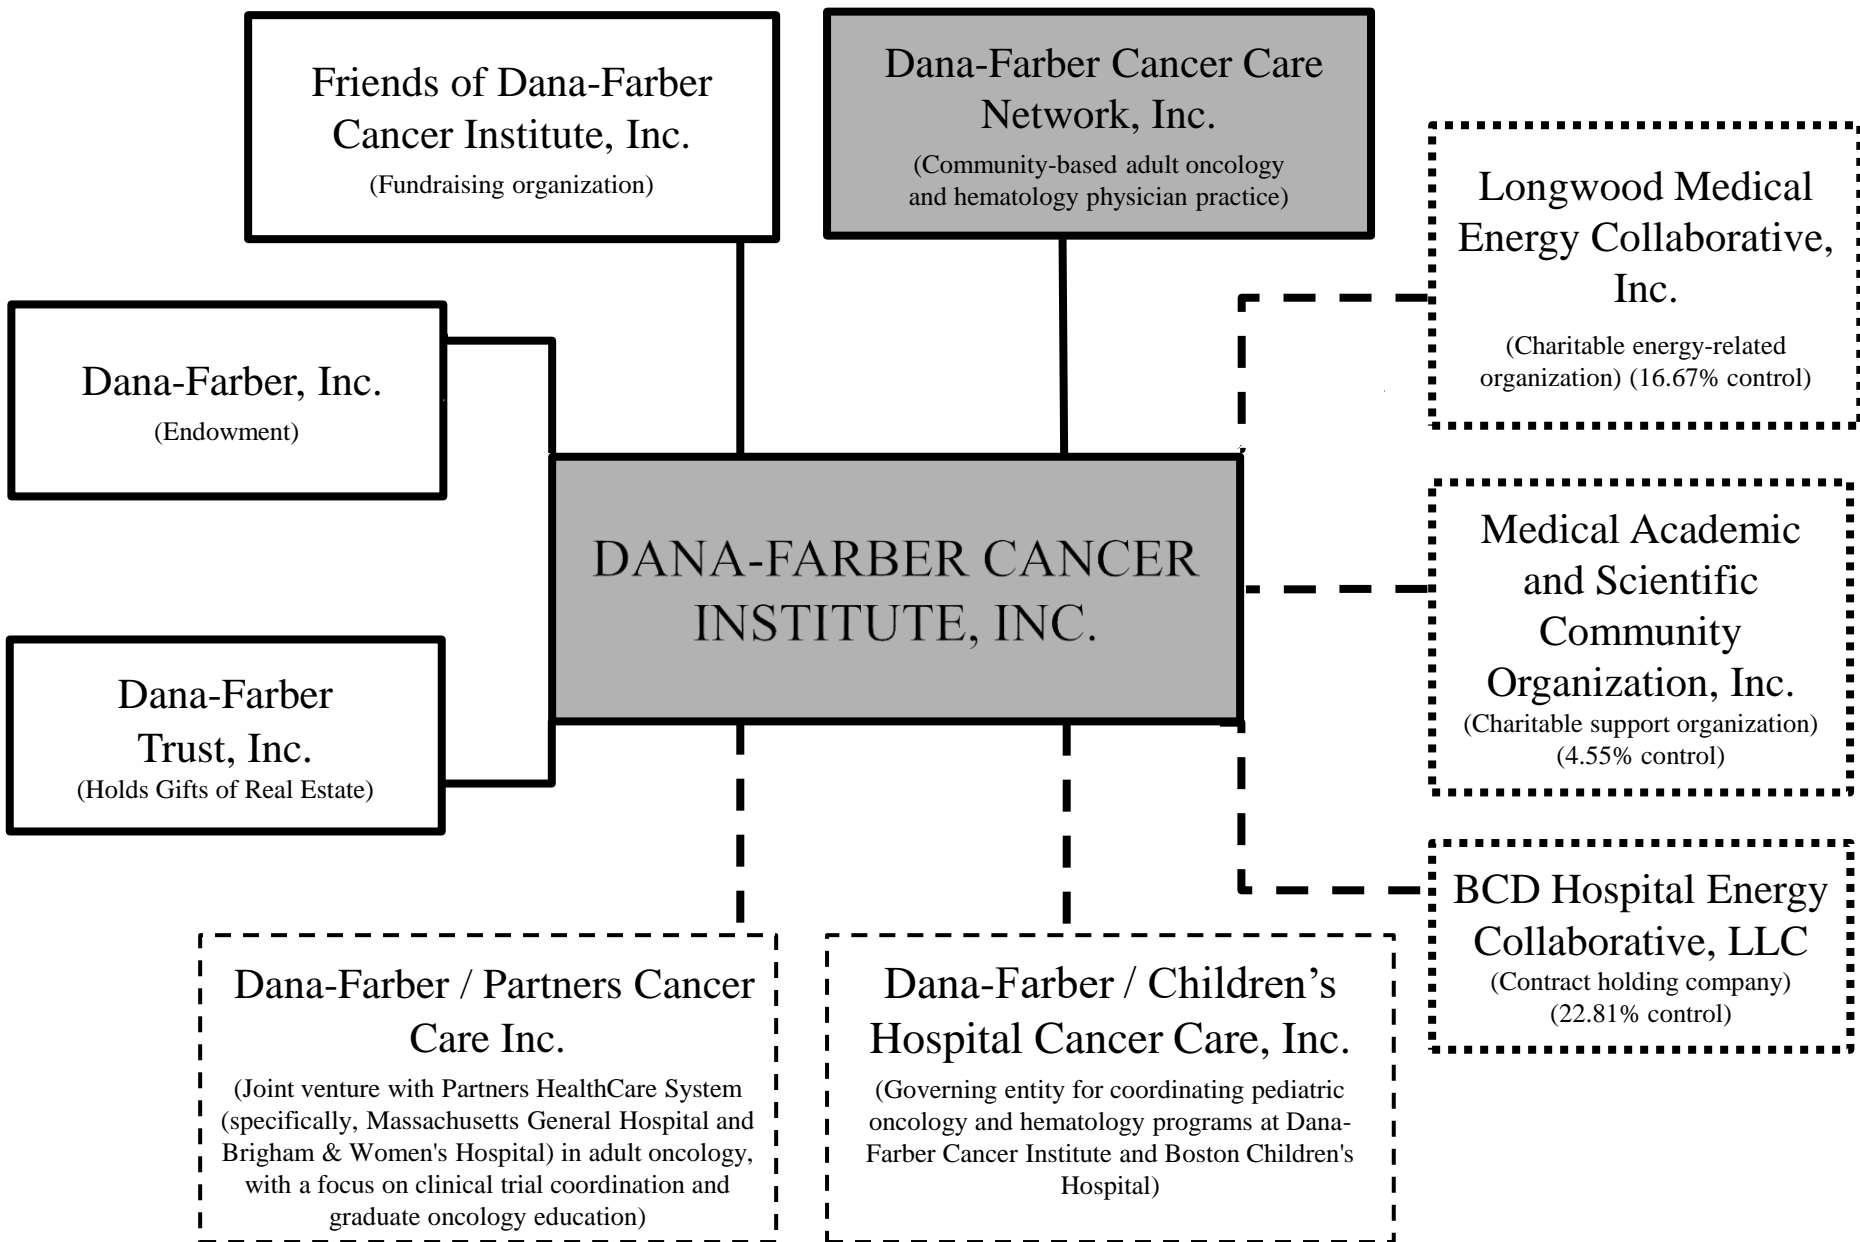 Friends of Dana-Farber
Cancer Institute, Inc.
(Fundraising organization)
Dana-Farber Cancer Care
Network, Inc.
(Community-based adult oncology
and hematology physician practice)
Longwood Medical
Energy Collaborative,
Inc.
(Charitable energy-related
organization) (16.67% control)
Dana-Farber, Inc.
(Endowment)
DANA-FARBER CANCER
INSTITUTE, INC.
Medical Academic
and Scientific
Community
Organization, Inc.
(Charitable support organization)
(4.55% control)
Dana-Farber
Trust, Inc.
(Holds Gifts of Real Estate)
BCD Hospital Energy
Collaborative, LLC
(Contract holding company)
(22.81% control)
Dana-Farber / Partners Cancer
Care Inc.
(Joint venture with Partners HealthCare System
(specifically, Massachusetts General Hospital and
Brigham & Women's Hospital) in adult oncology,
with a focus on clinical trial coordination and
graduate oncology education)
Dana-Farber / Children’s
Hospital Cancer Care, Inc.
(Governing entity for coordinating pediatric
oncology and hematology programs at Dana-
Farber Cancer Institute and Boston Children's
Hospital)